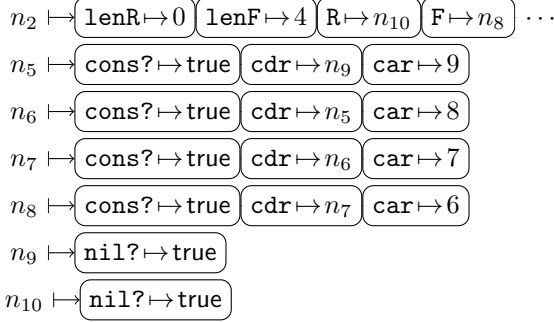 n₂ ↦ lenR↦0 lenF↦4 R↦n₁₀ F↦n₈ ⋯
n₅ ↦ cons?↦true cdr↦n₉ car↦9
n₆ ↦ cons?↦true cdr↦n₅ car↦8
n₇ ↦ cons?↦true cdr↦n₆ car↦7
n₈ ↦ cons?↦true cdr↦n₇ car↦6
n₉ ↦ nil?↦true
n₁₀ ↦ nil?↦true